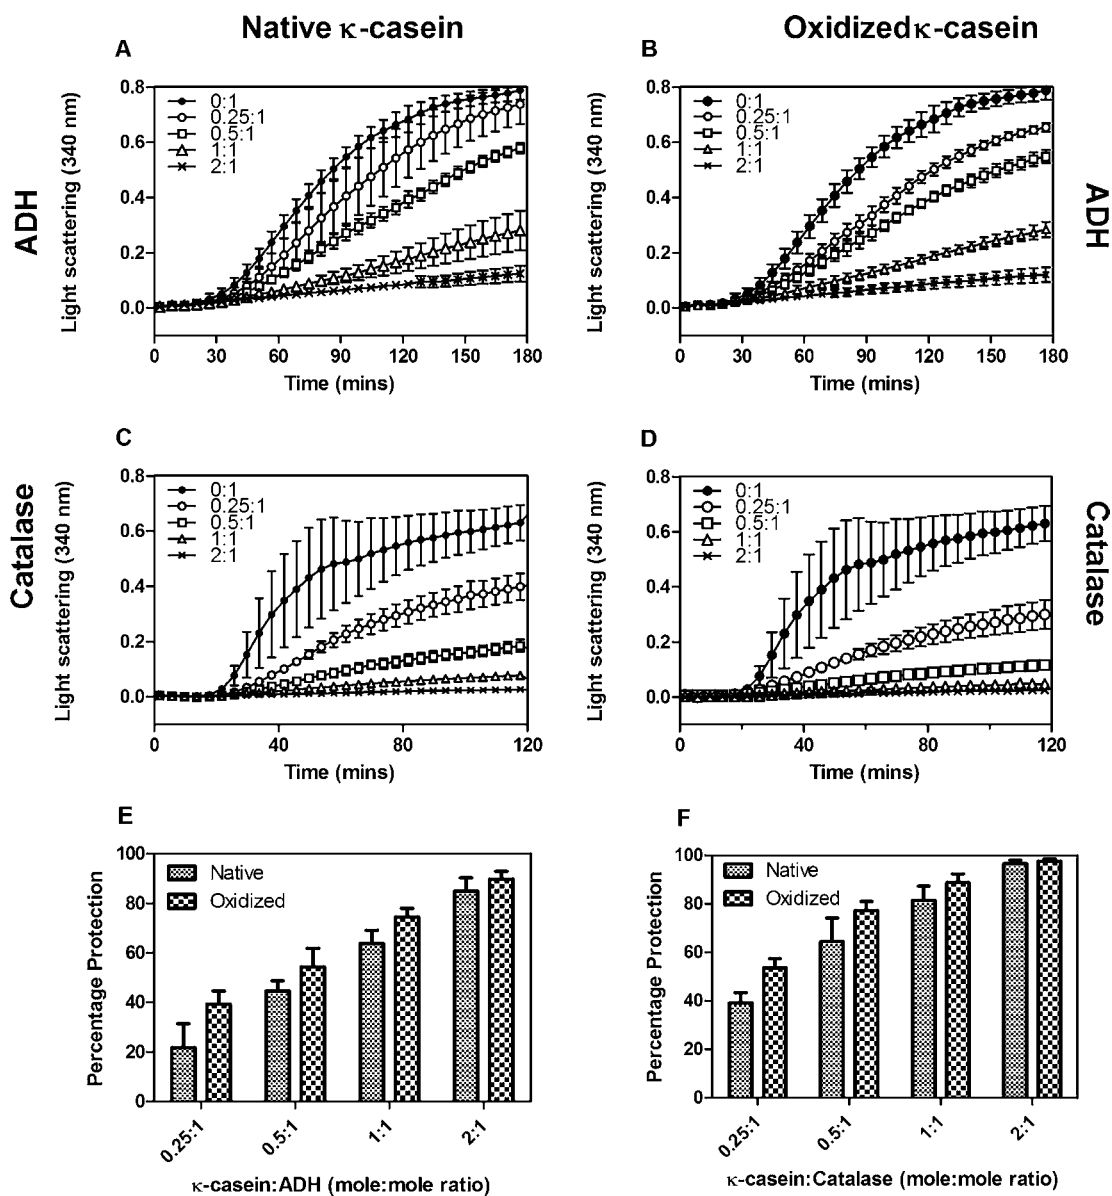 Native κ-casein
Oxidized κ-casein
A
0.8
0.6
0.4
0.2
0.0
0:1
0.25:1
0.5:1
1:1
2:1
Light scattering (340 nm)
ADH
0 30 60 90 120 150 180
Time (mins)
B
0.8
0.6
0.4
0.2
0.0
0:1
0.25:1
0.5:1
1:1
2:1
Light scattering (340 nm)
ADH
0 30 60 90 120 150 180
Time (mins)
C
0.8
0.6
0.4
0.2
0.0
0:1
0.25:1
0.5:1
1:1
2:1
Light scattering (340 nm)
Catalase
0 40 80 120
Time (mins)
D
0.8
0.6
0.4
0.2
0.0
0:1
0.25:1
0.5:1
1:1
2:1
Light scattering (340 nm)
Catalase
0 40 80 120
Time (mins)
E
100
80
60
40
20
0
Native
Oxidized
Percentage Protection
0.25:1 0.5:1 1:1 2:1
κ-casein:ADH (mole:mole ratio)
F
100
80
60
40
20
0
Native
Oxidized
Percentage Protection
0.25:1 0.5:1 1:1 2:1
κ-casein:Catalase (mole:mole ratio)